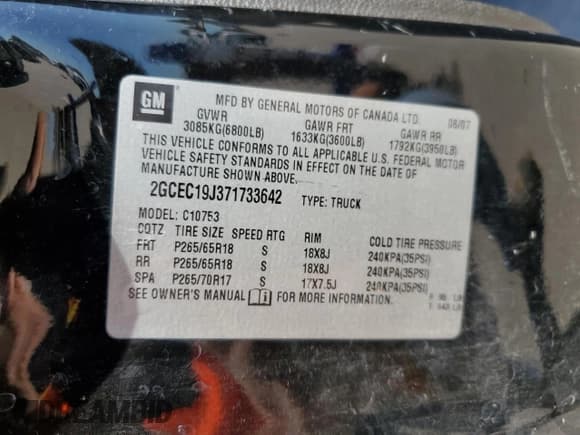 GM
MFD BY GENERAL MOTORS OF CANADA LTD. 08/07
GVWR GAWR FRT GAWR RR
3085KG(6800LB) 1633KG(3600LB) 1792KG(3950LB)
THIS VEHICLE CONFORMS TO ALL APPLICABLE U.S. FEDERAL MOTOR
VEHICLE SAFETY STANDARDS IN EFFECT ON THE DATE OF
MANUFACTURE SHOWN ABOVE.
2GCEC19J371733642 TYPE: TRUCK
MODEL: C10753
COTZ TIRE SIZE SPEED RTG RIM COLD TIRE PRESSURE
FRT P265/65R18 S 18X8J 240KPA(35PSI)
RR P265/65R18 S 18X8J 240KPA(35PSI)
SPA P265/70R17 S 17X7.5J 240KPA(35PSI)
SEE OWNER'S MANUAL FOR MORE INFORMATION.